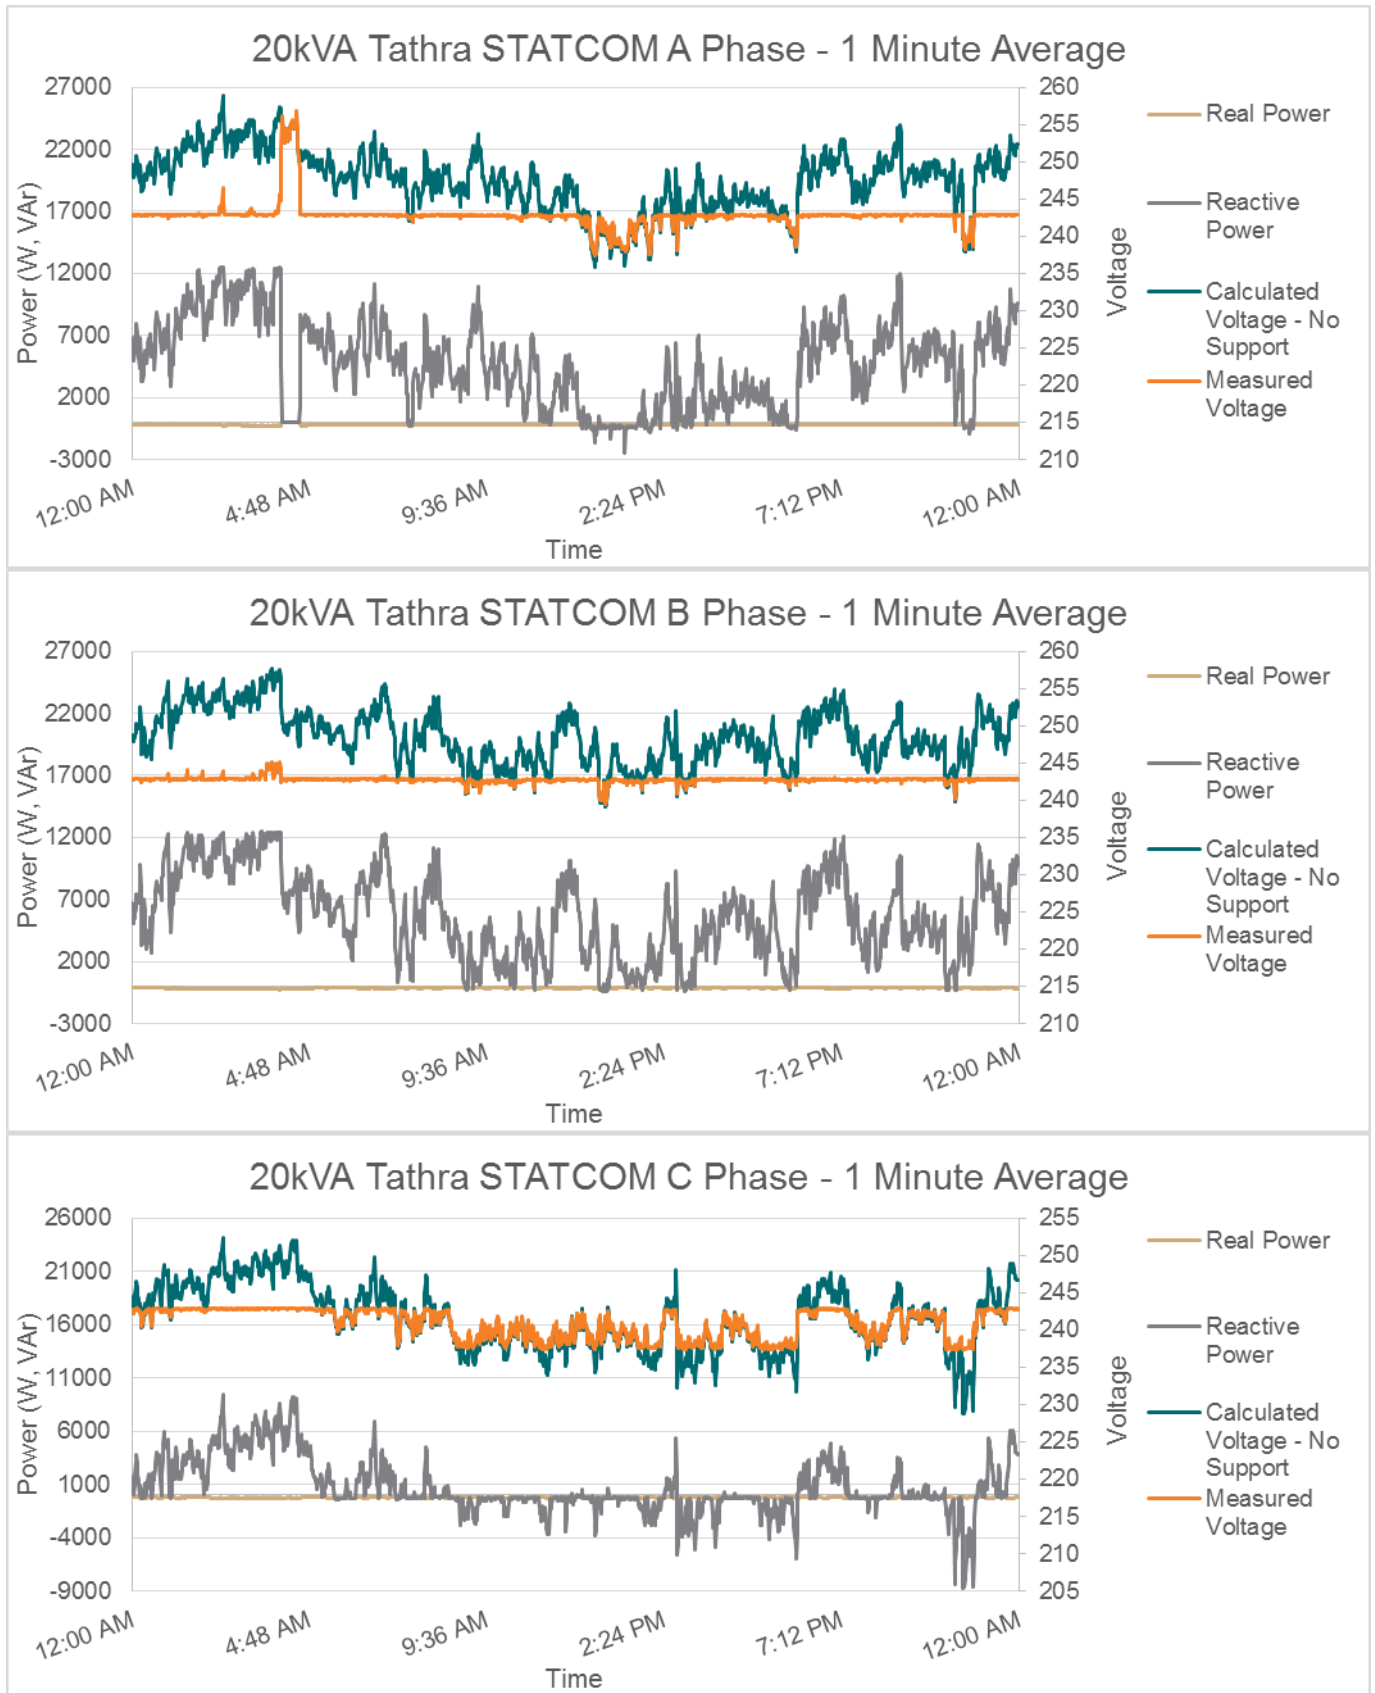 20kVA Tathra STATCOM A Phase - 1 Minute Average
27000
22000
17000
12000
7000
2000
-3000
Power (W, VAr)
260
255
250
245
240
235
230
225
220
215
210
Voltage
12:00 AM
4:48 AM
9:36 AM
2:24 PM
7:12 PM
12:00 AM
Time
Real Power
Reactive
Power
Calculated
Voltage - No
Support
Measured
Voltage
20kVA Tathra STATCOM B Phase - 1 Minute Average
27000
22000
17000
12000
7000
2000
-3000
Power (W, VAr)
260
255
250
245
240
235
230
225
220
215
210
Voltage
12:00 AM
4:48 AM
9:36 AM
2:24 PM
7:12 PM
12:00 AM
Time
Real Power
Reactive
Power
Calculated
Voltage - No
Support
Measured
Voltage
20kVA Tathra STATCOM C Phase - 1 Minute Average
26000
21000
16000
11000
6000
1000
-4000
-9000
Power (W, VAr)
255
250
245
240
235
230
225
220
215
210
205
Voltage
12:00 AM
4:48 AM
9:36 AM
2:24 PM
7:12 PM
12:00 AM
Time
Real Power
Reactive
Power
Calculated
Voltage - No
Support
Measured
Voltage